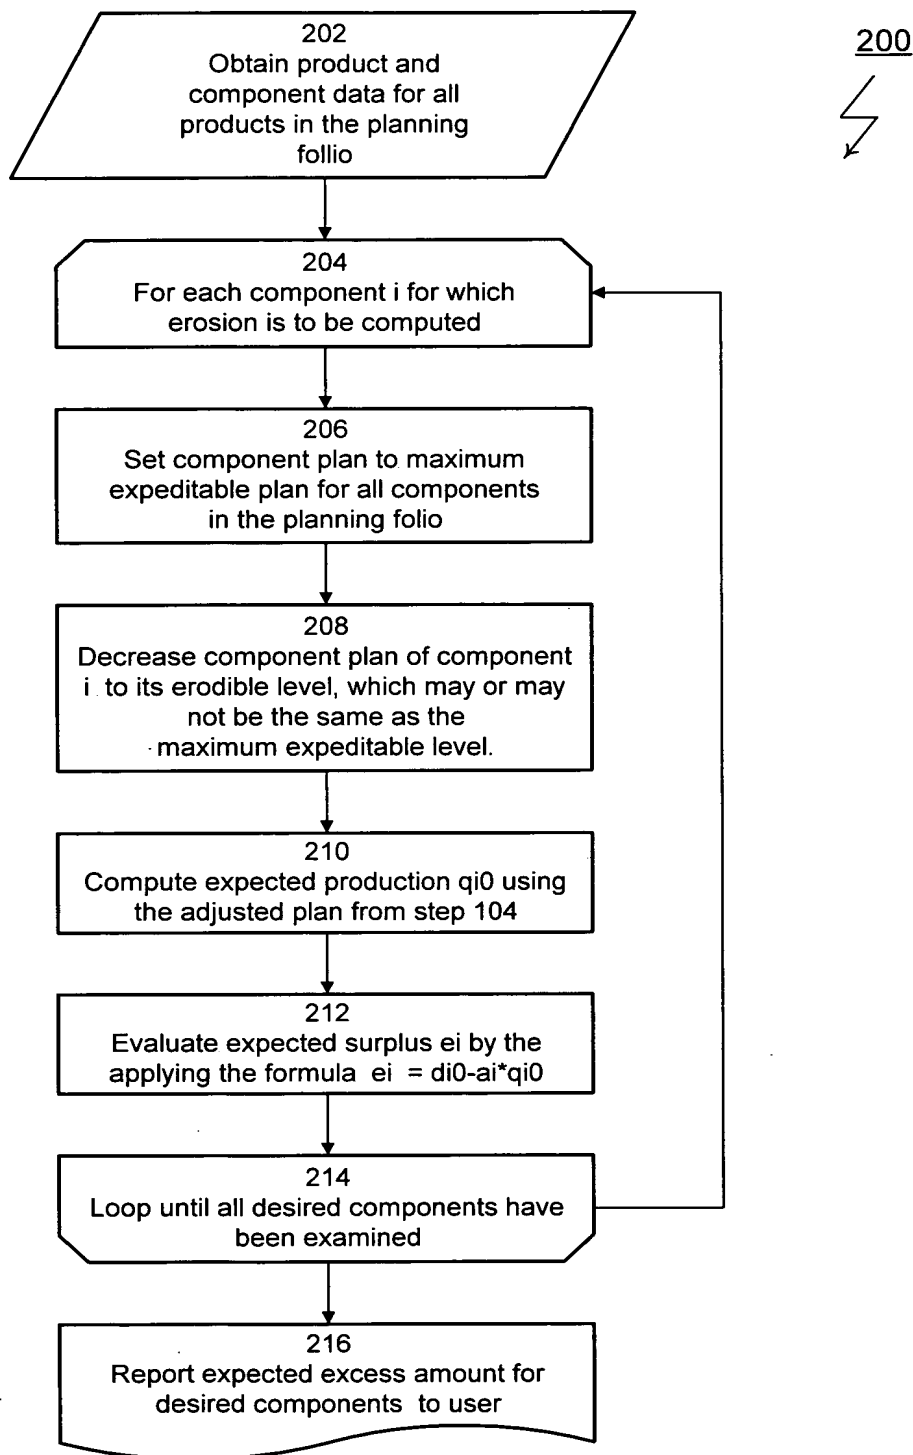 200
202
Obtain product and
component data for all
products in the planning
follio
204
For each component i for which
erosion is to be computed
206
Set component plan to maximum
expeditable plan for all components
in the planning folio
208
Decrease component plan of component
i to its erodible level, which may or may
not be the same as the
maximum expeditable level.
210
Compute expected production qi0 using
the adjusted plan from step 104
212
Evaluate expected surplus ei by the
applying the formula ei = di0-ai*qi0
214
Loop until all desired components have
been examined
216
Report expected excess amount for
desired components to user